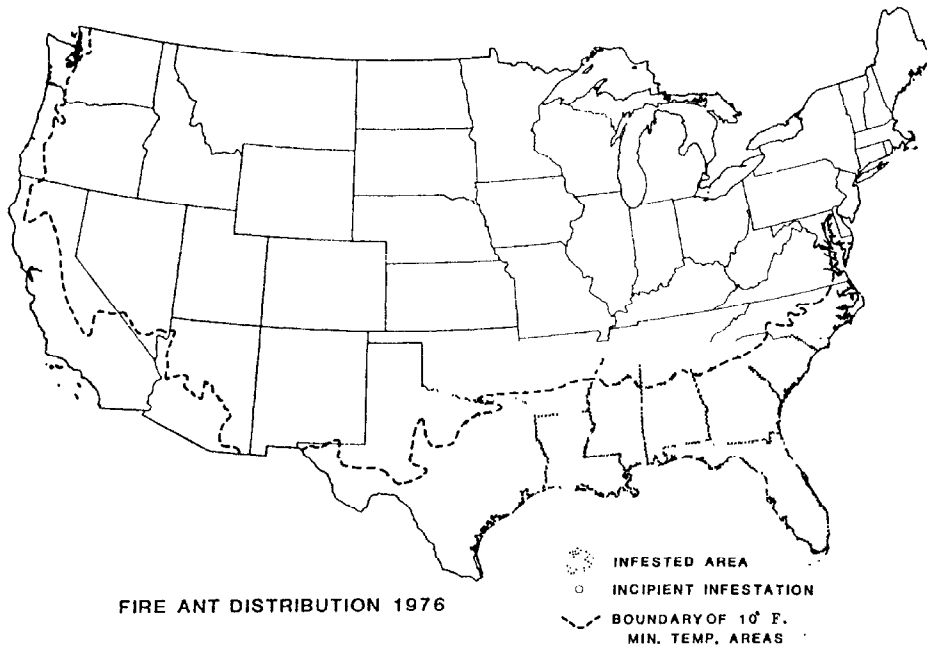 INFESTED AREA
INCIPIENT INFESTATION
FIRE ANT DISTRIBUTION 1976
BOUNDARY OF 10° F.
MIN. TEMP. AREAS